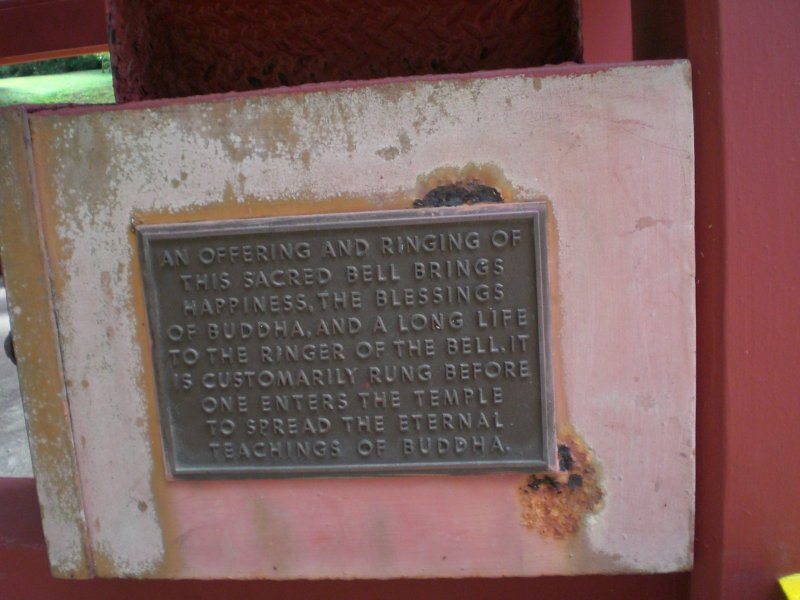 AN OFFERING AND RINGING OF
THIS SACRED BELL BRINGS
HAPPINESS, THE BLESSINGS
OF BUDDHA, AND A LONG LIFE
TO THE RINGER OF THE BELL. IT
IS CUSTOMARILY RUNG BEFORE
ONE ENTERS THE TEMPLE
TO SPREAD THE ETERNAL
TEACHINGS OF BUDDHA.